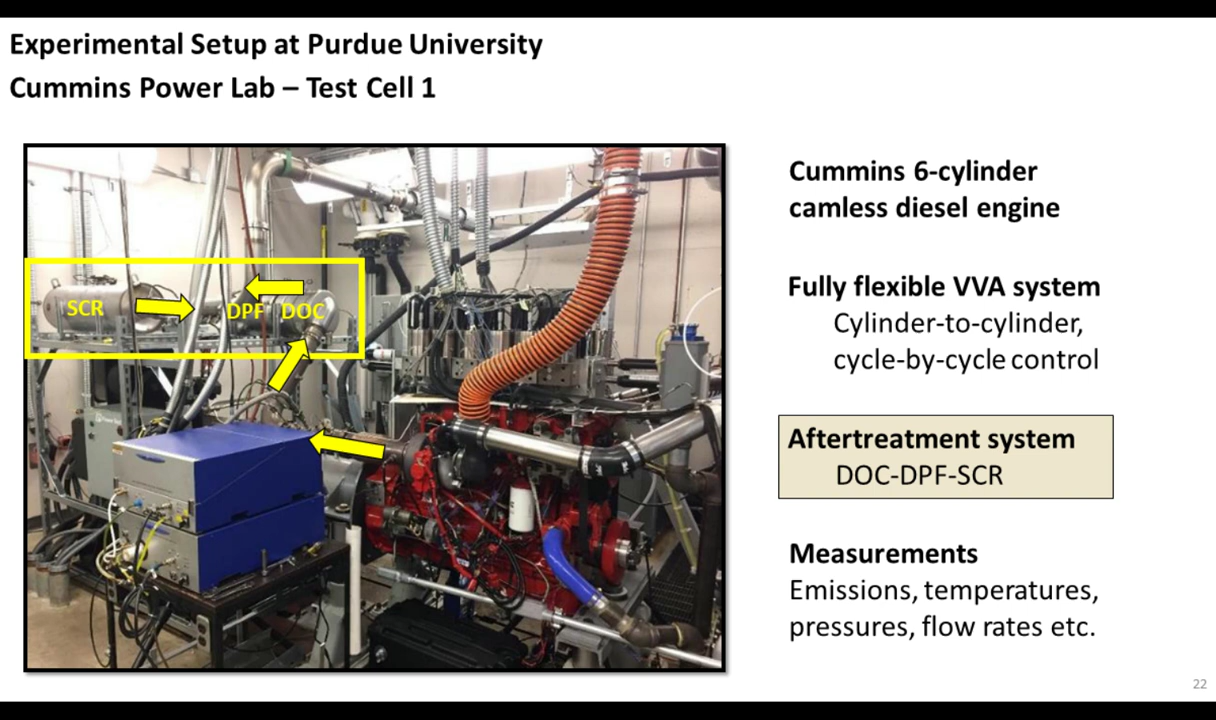 Experimental Setup at Purdue University
Cummins Power Lab – Test Cell 1
SCR
DPF
DOC
Cummins 6-cylinder
camless diesel engine
Fully flexible VVA system
Cylinder-to-cylinder,
cycle-by-cycle control
Aftertreatment system
DOC-DPF-SCR
Measurements
Emissions, temperatures,
pressures, flow rates etc.
22